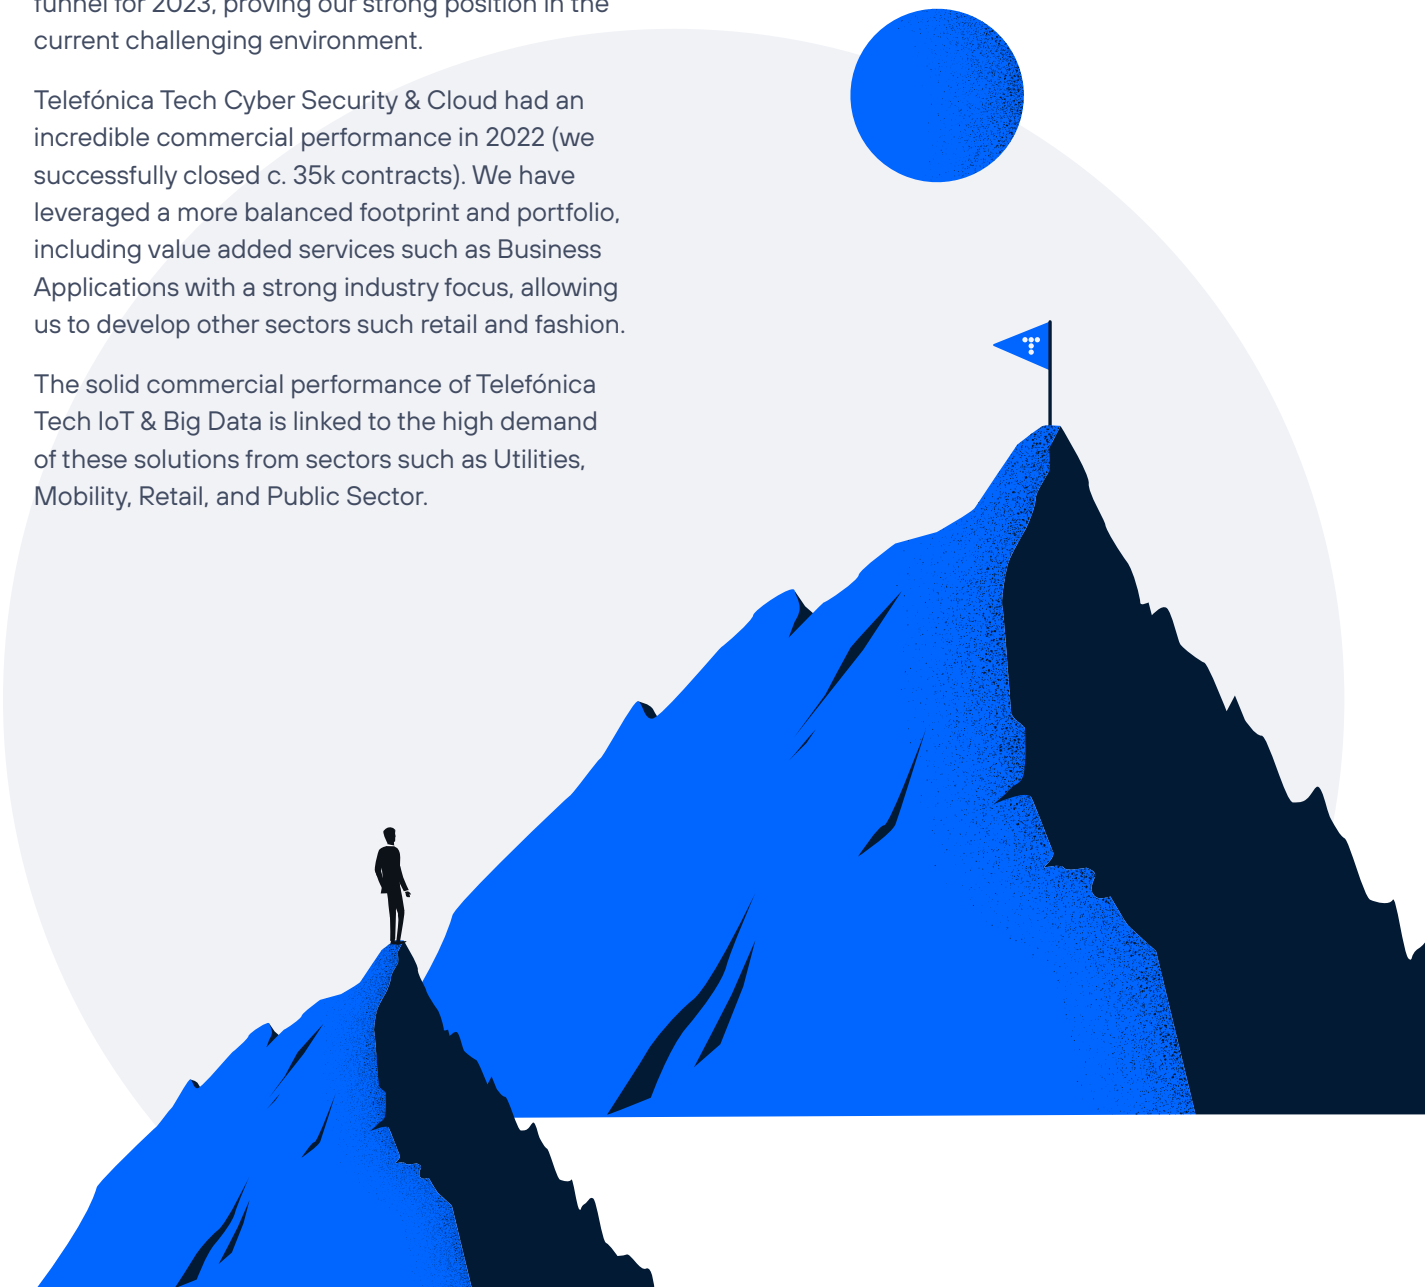 funnel for 2023, proving our strong position in the
current challenging environment.
Telefónica Tech Cyber Security & Cloud had an
incredible commercial performance in 2022 (we
successfully closed c. 35k contracts). We have
leveraged a more balanced footprint and portfolio,
including value added services such as Business
Applications with a strong industry focus, allowing
us to develop other sectors such retail and fashion.
The solid commercial performance of Telefónica
Tech IoT & Big Data is linked to the high demand
of these solutions from sectors such as Utilities,
Mobility, Retail, and Public Sector.